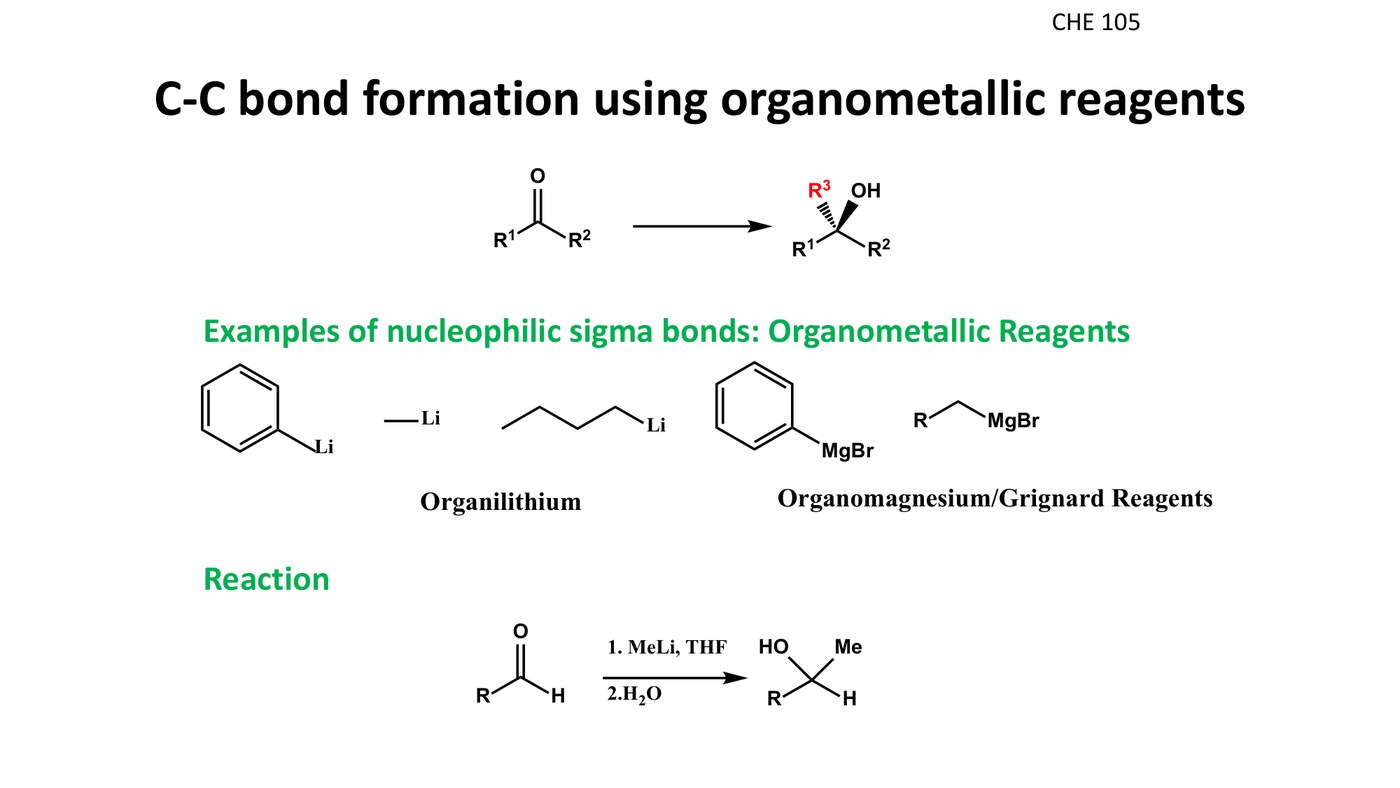 CHE 105
C-C bond formation using organometallic reagents
O
R¹ R²
R³ OH
R¹ R²
Examples of nucleophilic sigma bonds: Organometallic Reagents
Li
Li
Li
MgBr
R MgBr
Organilithium
Organomagnesium/Grignard Reagents
Reaction
O
R H
1. MeLi, THF
2.H₂O
HO Me
R H